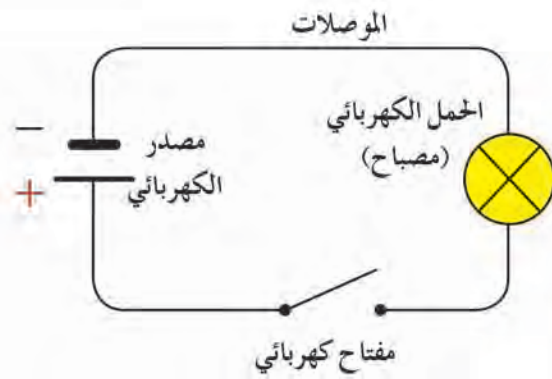 الموصلات
الحمل الكهربائي
(مصباح)
مصدر
الكهربائي
−
+
مفتاح كهربائي